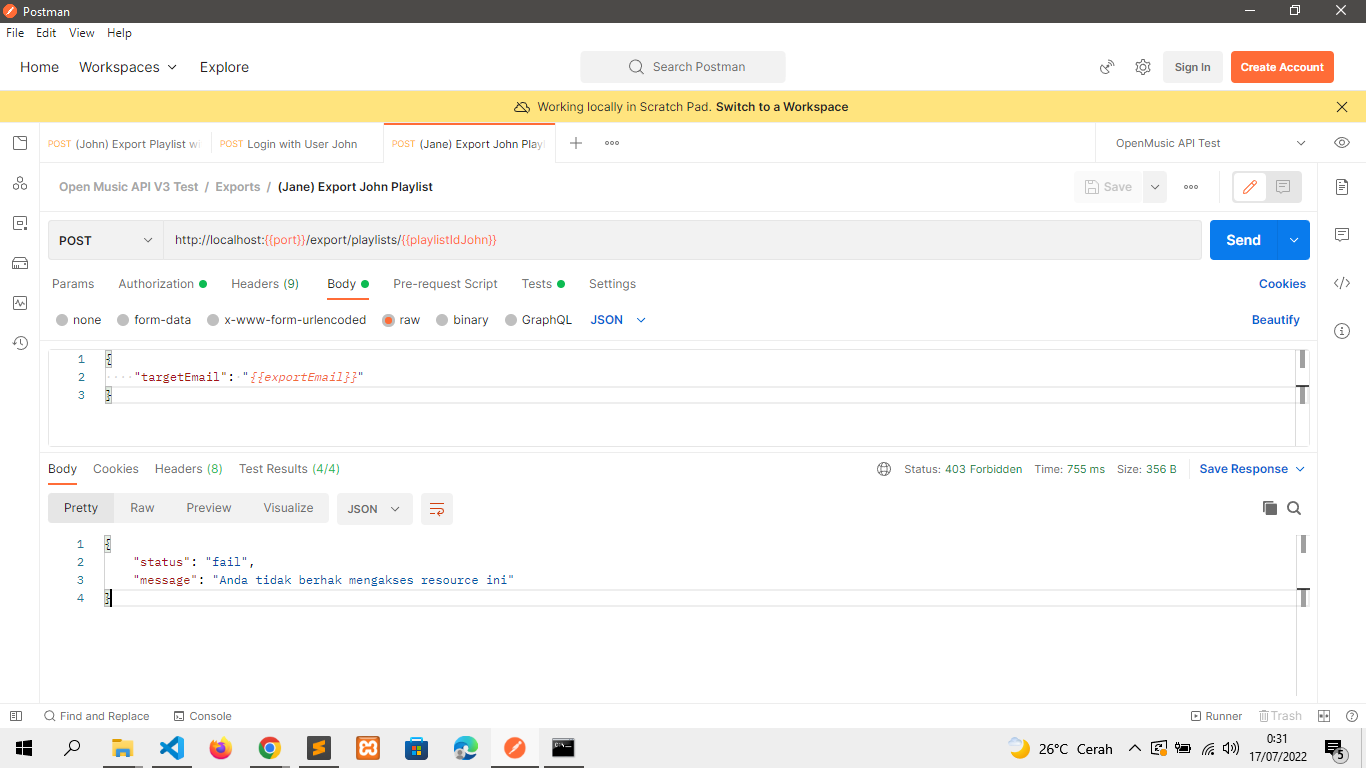 Postman
File Edit View Help
Home Workspaces Explore Search Postman Sign In Create Account
Working locally in Scratch Pad. Switch to a Workspace
POST (John) Export Playlist wi POST Login with User John POST (Jane) Export John Play OpenMusic API Test
Open Music API V3 Test / Exports / (Jane) Export John Playlist Save
POST http://localhost:{{port}}/export/playlists/{{playlistIdJohn}} Send
Params Authorization Headers (9) Body Pre-request Script Tests Settings Cookies
none form-data x-www-form-urlencoded raw binary GraphQL JSON Beautify
1 {
2 "targetEmail": "{{exportEmail}}"
3 }
Body Cookies Headers (8) Test Results (4/4) Status: 403 Forbidden Time: 755 ms Size: 356 B Save Response
Pretty Raw Preview Visualize JSON
1 {
2 "status": "fail",
3 "message": "Anda tidak berhak mengakses resource ini"
4 }
Find and Replace Console Runner Trash
26°C Cerah 0:31
17/07/2022 5